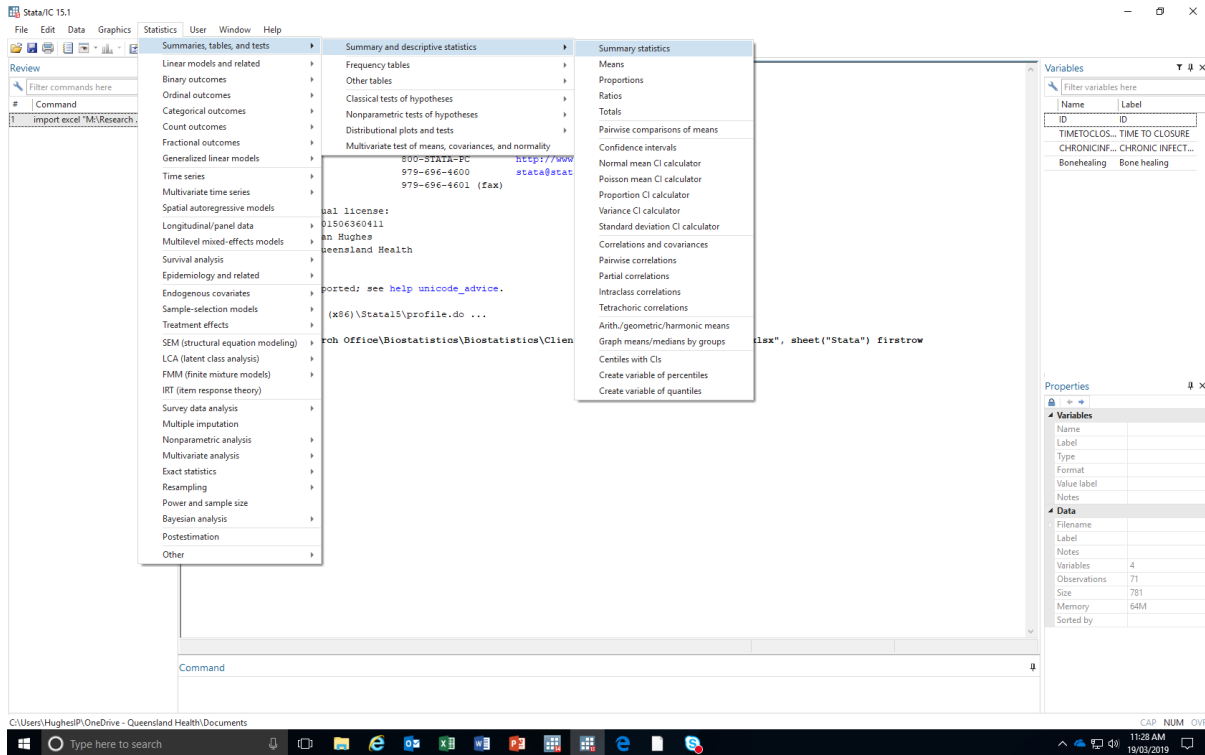 Stata/IC 15.1
File Edit Data Graphics Statistics User Window Help
Review
Filter commands here
# Command
1 import excel "M:\Research .
Summaries, tables, and tests
Linear models and related
Binary outcomes
Ordinal outcomes
Categorical outcomes
Count outcomes
Fractional outcomes
Generalized linear models
Time series
Multivariate time series
Spatial autoregressive models
Longitudinal/panel data
Multilevel mixed-effects models
Survival analysis
Epidemiology and related
Endogenous covariates
Sample-selection models
Treatment effects
SEM (structural equation modeling)
LCA (latent class analysis)
FMM (finite mixture models)
IRT (item response theory)
Survey data analysis
Multiple imputation
Nonparametric analysis
Multivariate analysis
Exact statistics
Resampling
Power and sample size
Bayesian analysis
Postestimation
Other
Summary and descriptive statistics
Frequency tables
Other tables
Classical tests of hypotheses
Nonparametric tests of hypotheses
Distributional plots and tests
Multivariate test of means, covariances, and normality
Summary statistics
Means
Proportions
Ratios
Totals
Pairwise comparisons of means
Confidence intervals
Normal mean CI calculator
Poisson mean CI calculator
Proportion CI calculator
Variance CI calculator
Standard deviation CI calculator
Correlations and covariances
Pairwise correlations
Partial correlations
Intraclass correlations
Tetrachoric correlations
Arith./geometric/harmonic means
Graph means/medians by groups
Centiles with CIs
Create variable of percentiles
Create variable of quantiles
800-STATA-PC http://www
979-696-4600 stata@stat
979-696-4601 (fax)
ual license:
01506360411
an Hughes
ueensland Health
ported; see help unicode_advice.
(x86)\Stata15\profile.do ...
rch Office\Biostatistics\Biostatistics\Clien lsx", sheet("Stata") firstrow
Command
Variables
Filter variables here
Name Label
ID ID
TIMETOCLOS... TIME TO CLOSURE
CHRONICINF... CHRONIC INFECT...
Bonehealing Bone healing
Properties
Variables
Name
Label
Type
Format
Value label
Notes
Data
Filename
Label
Notes
Variables 4
Observations 71
Size 781
Memory 64M
Sorted by
C:\Users\HughesIP\OneDrive - Queensland Health\Documents
CAP NUM OVR
Type here to search
11:28 AM
19/03/2019